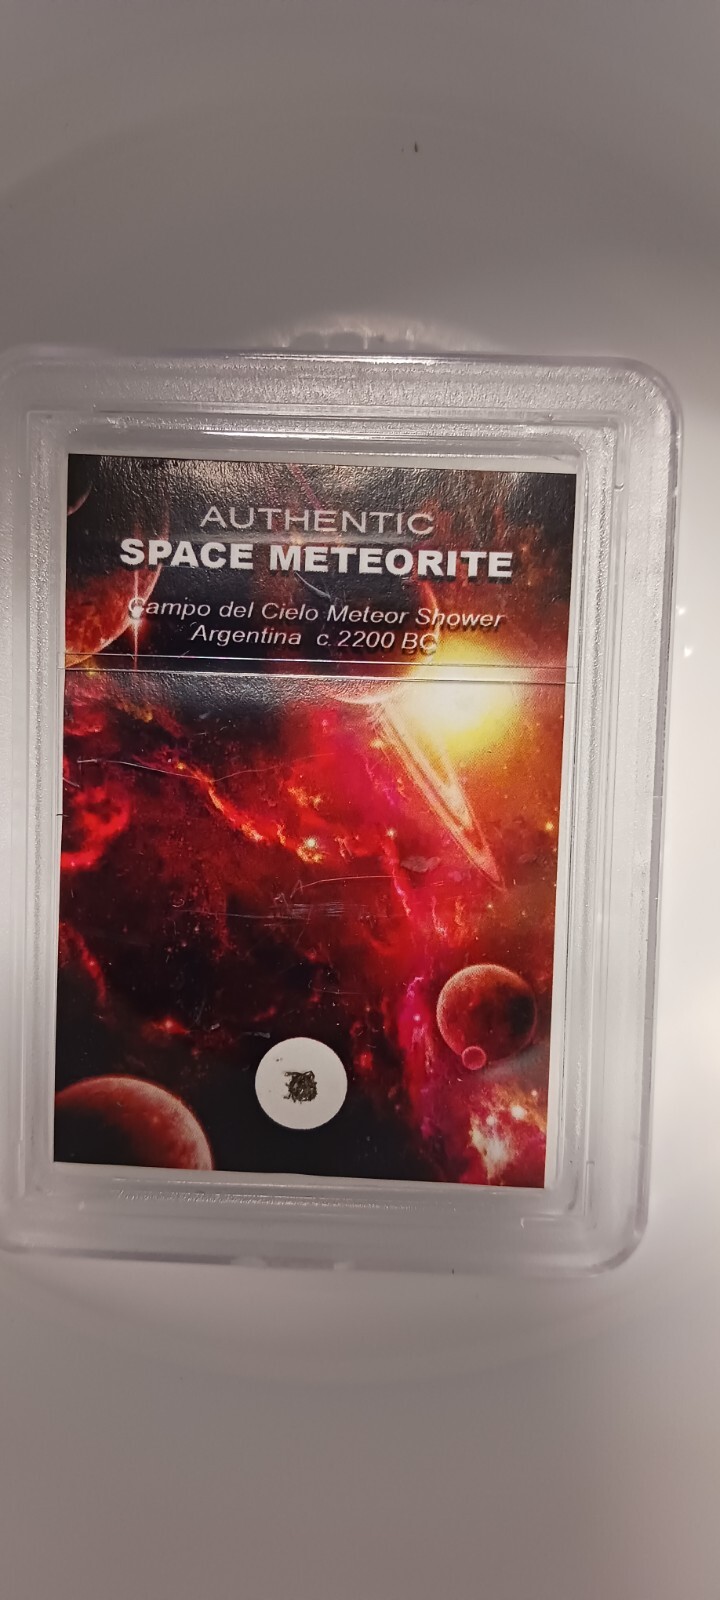 AUTHENTIC
SPACE METEORITE
Campo del Cielo Meteor Shower
Argentina c.2200 BC